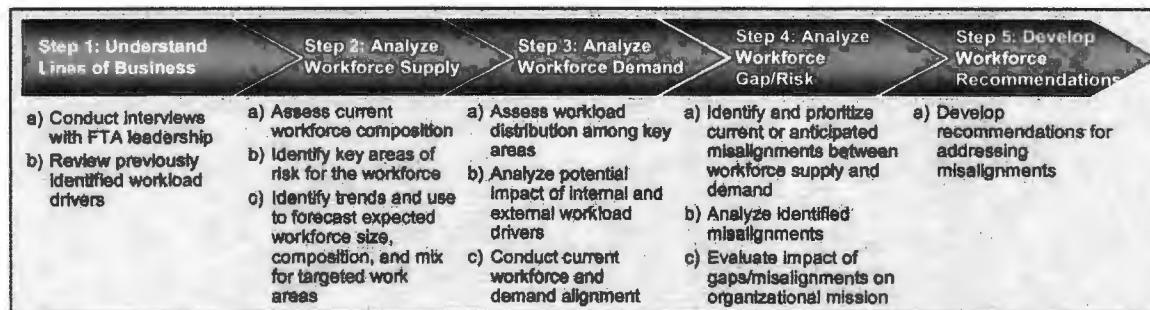 Step 1: Understand
Lines of Business
Step 2: Analyze
Workforce Supply
Step 3: Analyze
Workforce Demand
Step 4: Analyze
Workforce
Gap/Risk
Step 5: Develop
Workforce
Recommendations
a) Conduct interviews
with FTA leadership
b) Review previously
identified workload
drivers
a) Assess current
workforce composition
b) Identify key areas of
risk for the workforce
c) Identify trends and use
to forecast expected
workforce size,
composition, and mix
for targeted work
areas
a) Assess workload
distribution among key
areas
b) Analyze potential
impact of internal and
external workload
drivers
c) Conduct current
workforce and
demand alignment
a) Identify and prioritize
current or anticipated
misalignments between
workforce supply and
demand
b) Analyze identified
misalignments
c) Evaluate impact of
gaps/misalignments on
organizational mission
a) Develop
recommendations for
addressing
misalignments